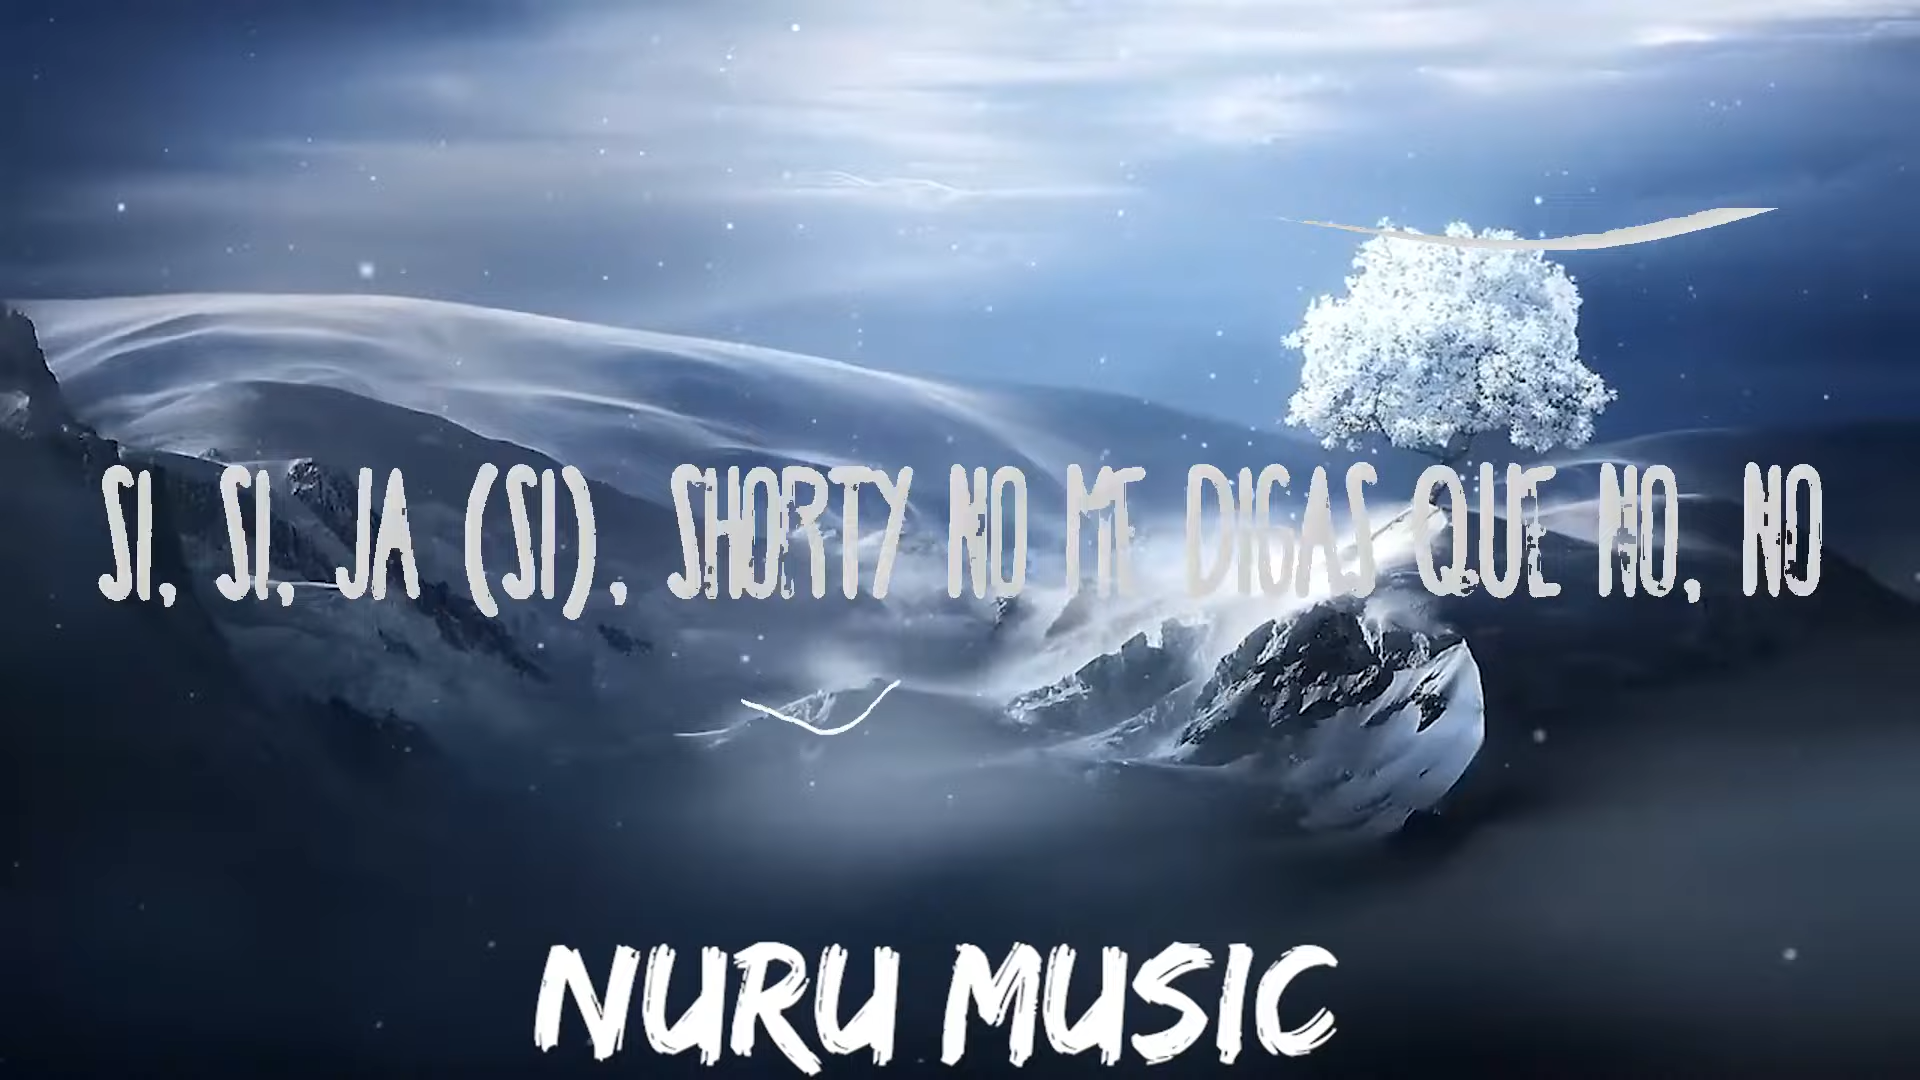 SI, SI, JA (SI), SHORTY NO ME DIGAS QUE NO, NO
NURU MUSIC